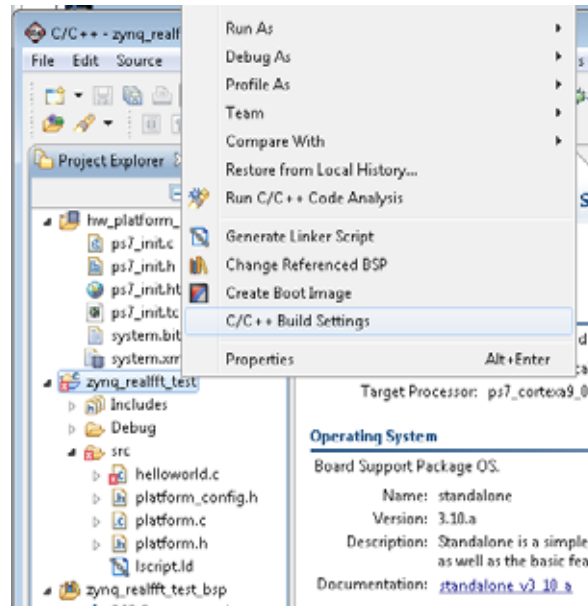 C/C++ - zynq_realf
File Edit Source
Project Explorer
hw_platform_
ps7_init.c
ps7_init.h
ps7_init.ht
ps7_init.tc
system.bit
system.xm
zynq_realfft_test
Includes
Debug
src
helloworld.c
platform_config.h
platform.c
platform.h
lscript.ld
zynq_realfft_test_bsp
Run As
Debug As
Profile As
Team
Compare With
Restore from Local History...
Run C/C++ Code Analysis
Generate Linker Script
Change Referenced BSP
Create Boot Image
C/C++ Build Settings
Properties Alt+Enter
Target Processor: ps7_cortexa9_0
Operating System
Board Support Package OS.
Name: standalone
Version: 3.10.a
Description: Standalone is a simple
as well as the basic fea
Documentation: standalone_v3_10_a